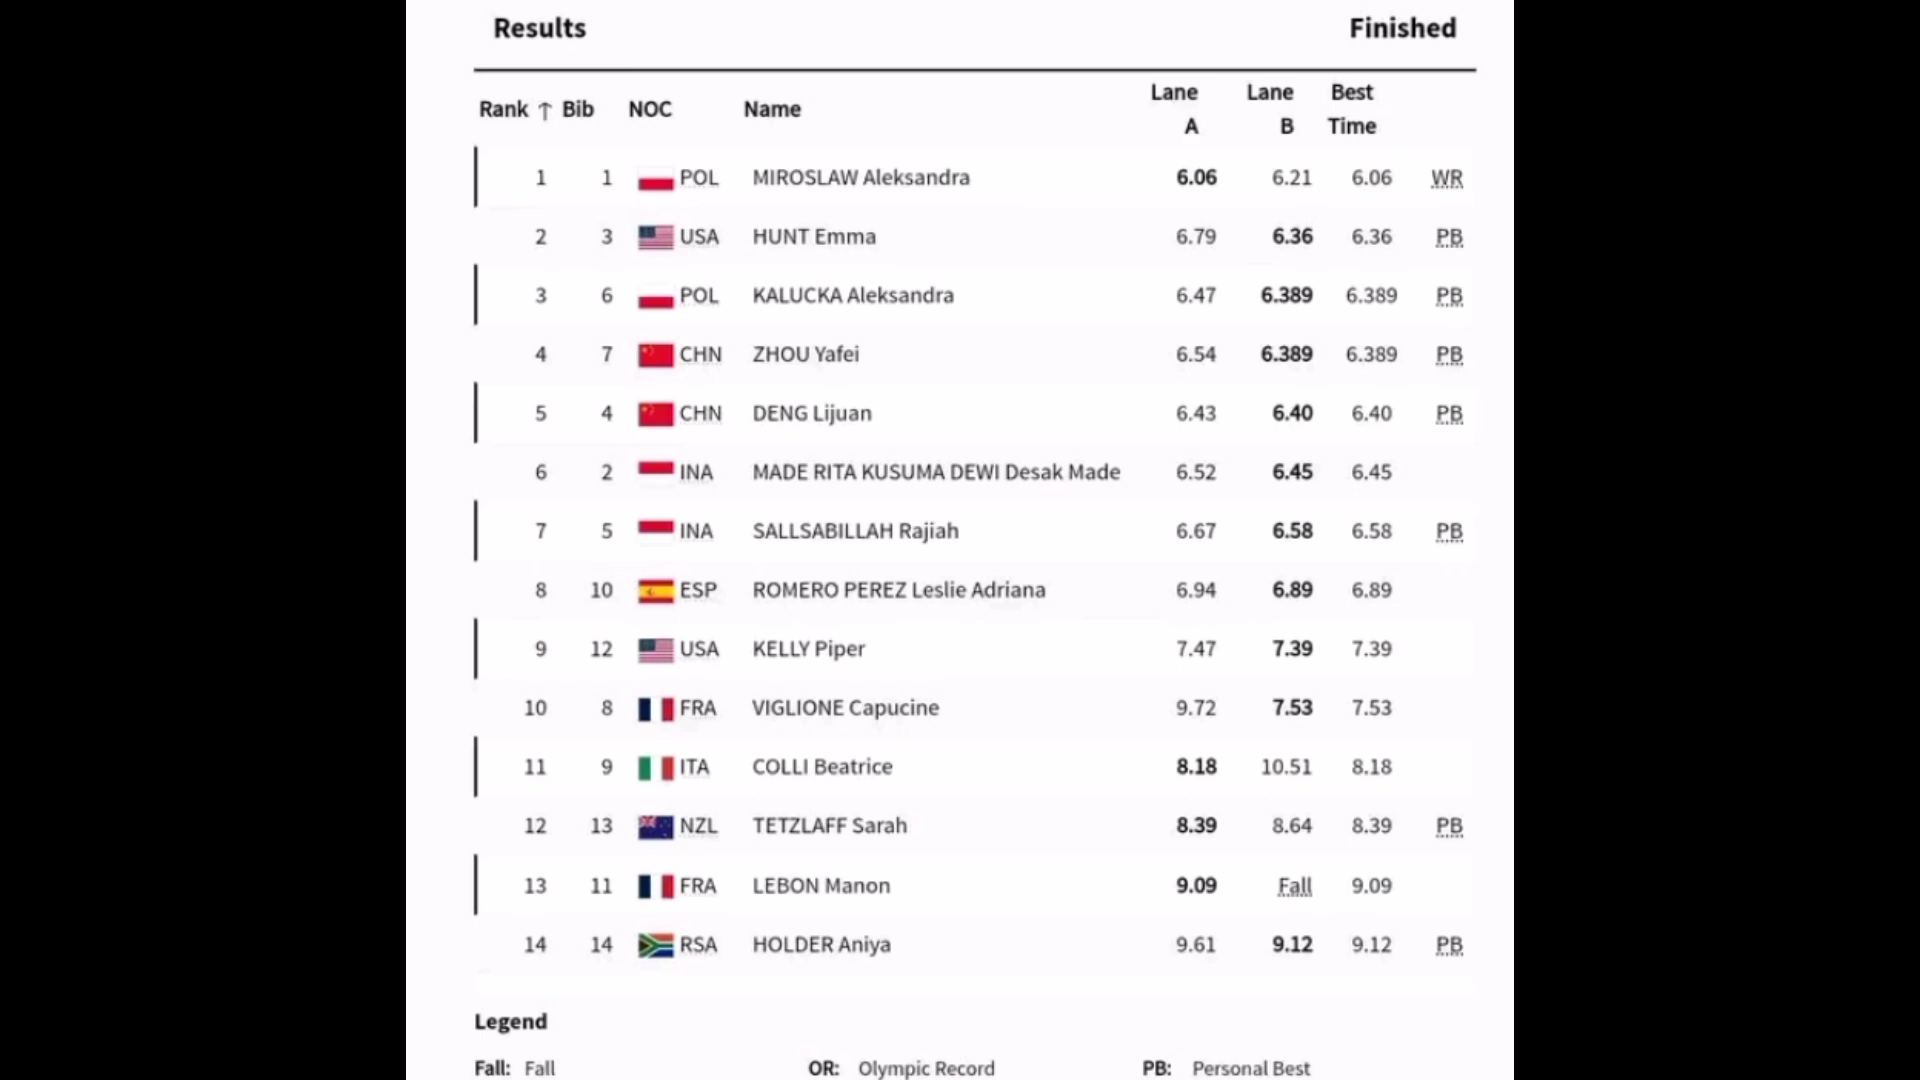 Results Finished
Rank ↑ Bib NOC Name Lane A Lane B Best Time
1 1 POL MIROSLAW Aleksandra 6.06 6.21 6.06 WR
2 3 USA HUNT Emma 6.79 6.36 6.36 PB
3 6 POL KALUCKA Aleksandra 6.47 6.389 6.389 PB
4 7 CHN ZHOU Yafei 6.54 6.389 6.389 PB
5 4 CHN DENG Lijuan 6.43 6.40 6.40 PB
6 2 INA MADE RITA KUSUMA DEWI Desak Made 6.52 6.45 6.45
7 5 INA SALLSABILLAH Rajiah 6.67 6.58 6.58 PB
8 10 ESP ROMERO PEREZ Leslie Adriana 6.94 6.89 6.89
9 12 USA KELLY Piper 7.47 7.39 7.39
10 8 FRA VIGLIONE Capucine 9.72 7.53 7.53
11 9 ITA COLLI Beatrice 8.18 10.51 8.18
12 13 NZL TETZLAFF Sarah 8.39 8.64 8.39 PB
13 11 FRA LEBON Manon 9.09 Fall 9.09
14 14 RSA HOLDER Aniya 9.61 9.12 9.12 PB
Legend
Fall: Fall OR: Olympic Record PB: Personal Best